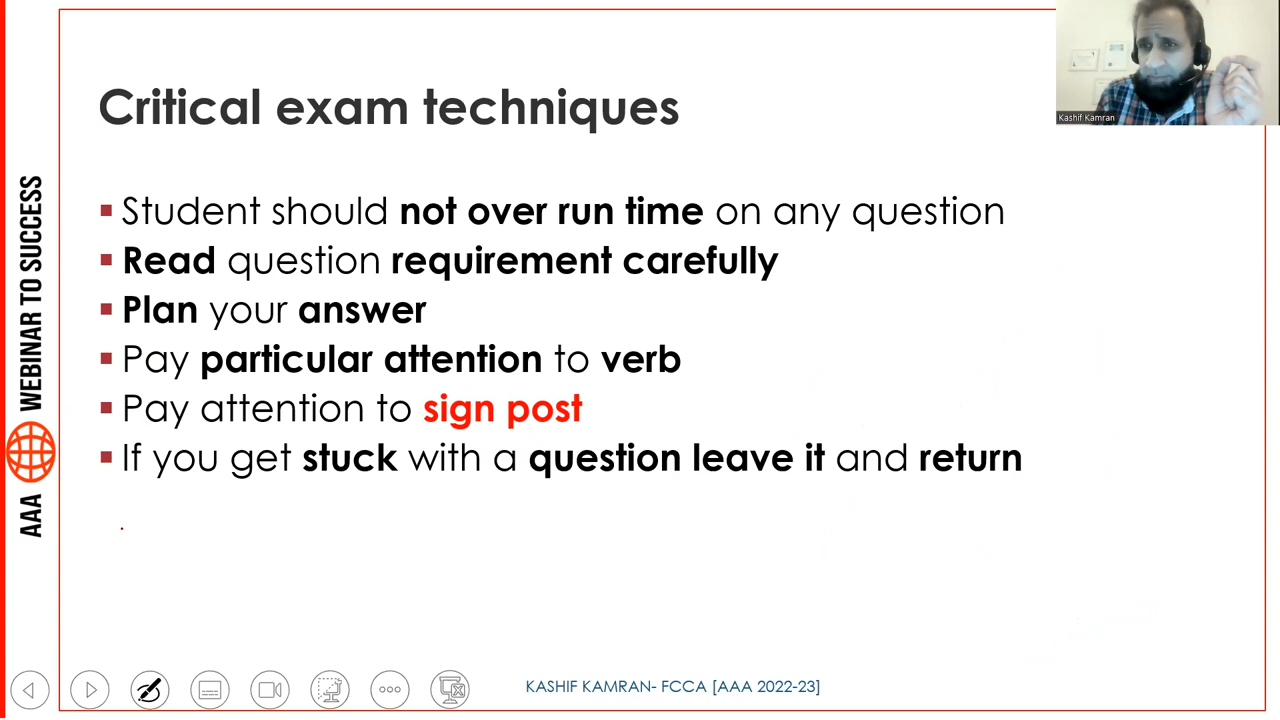 Critical exam techniques
Student should not over run time on any question
Read question requirement carefully
Plan your answer
Pay particular attention to verb
Pay attention to sign post
If you get stuck with a question leave it and return
AAA WEBINAR TO SUCCESS
KASHIF KAMRAN- FCCA [AAA 2022-23]
Kashif Kamran